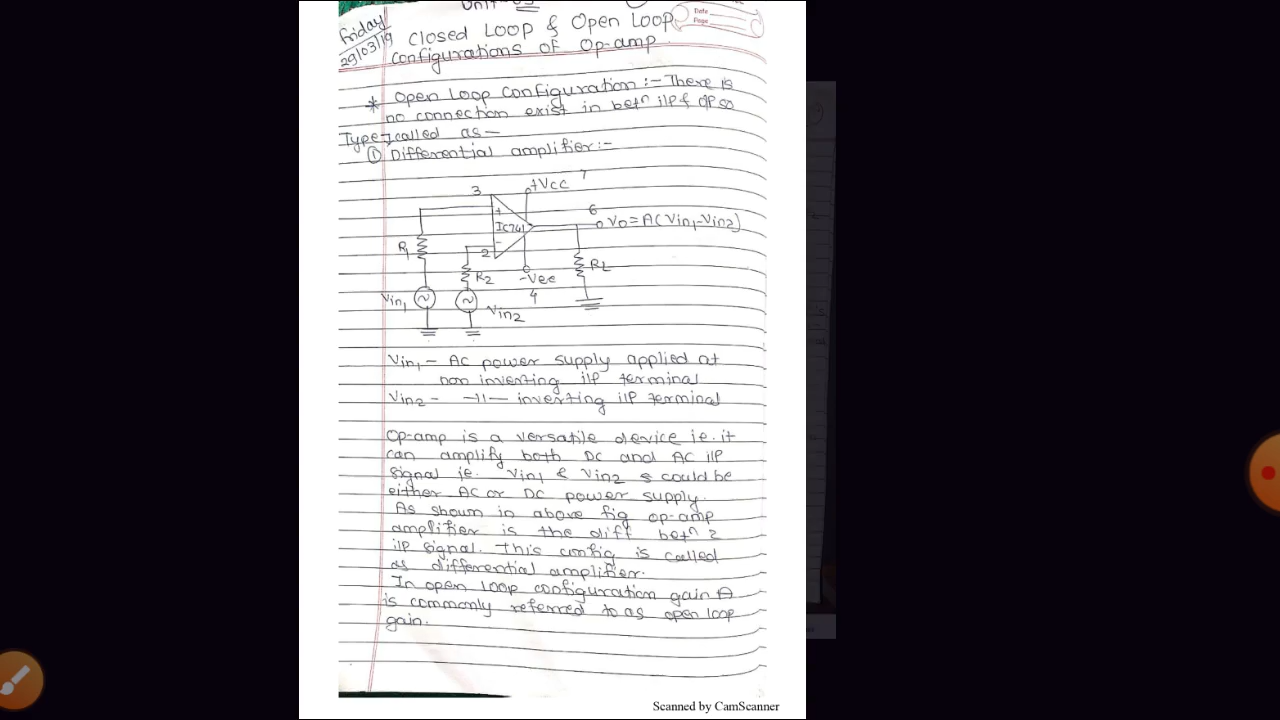 Unit 03
Date
Page
Friday
29/03/19
Closed Loop & Open Loop
configurations of Op-amp
* Open Loop Configuration :- There is
no connection exist in betn i/p & o/p is
Type-called as -
① Differential amplifier:-
3 +Vcc 7
+ 6
IC741 Vo=A(Vin1-Vin2)
R1 - 2
R2 -Vee RL
Vin1 ~ ~ 4
Vin2
Vin1 - AC power supply applied at
non inverting i/p terminal
Vin2 - -11- inverting i/p terminal
Op-amp is a versatile device ie. it
can amplify both DC and AC i/p
signal ie. Vin1 & Vin2 s could be
either AC or DC power supply.
As shown in above fig op-amp
amplifier is the diff betn 2
i/p signal. This config is called
as differential amplifier.
In open loop configuration gain A
is commonly referred to as open loop
gain.
Scanned by CamScanner